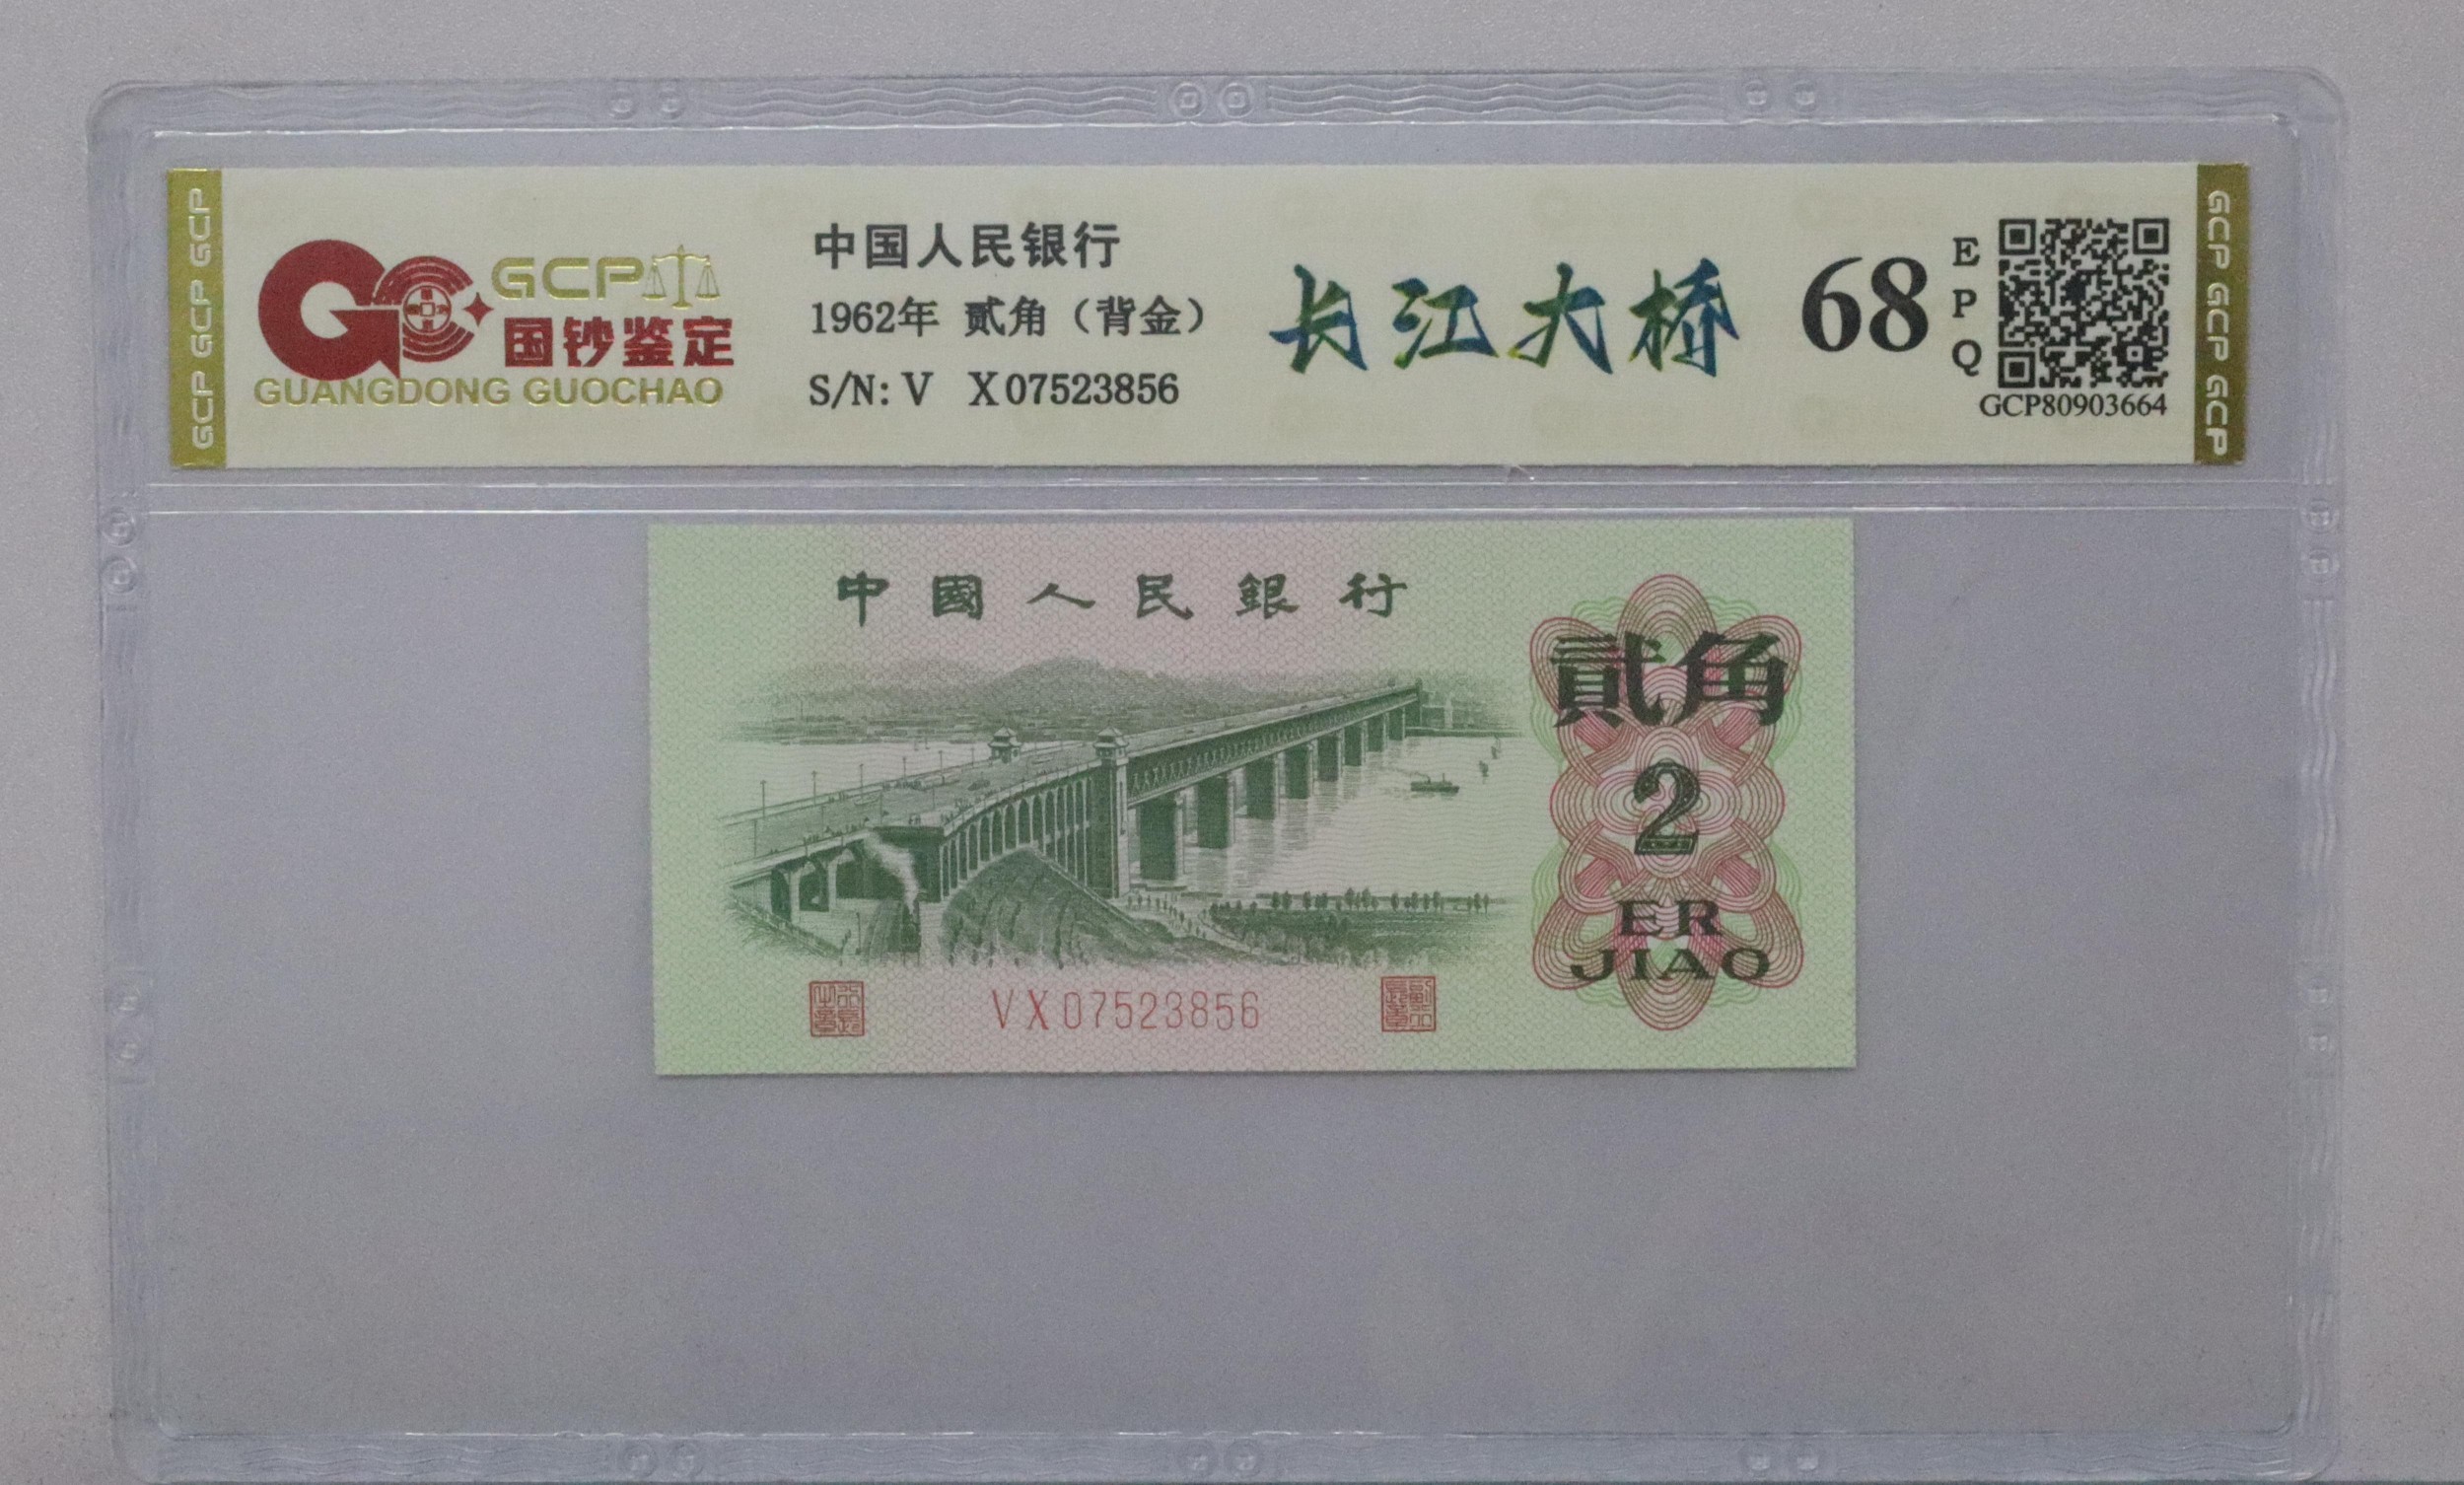 GCP GCP GCP
GCP
国钞鉴定
GUANGDONG GUOCHAO
中国人民银行
1962年 贰角（背金）
S/N: V X07523856
长江大桥
68
EPQ
GCP80903664
GCP GCP GCP
中國人民銀行
貳角
2
ER
JIAO
VX07523856